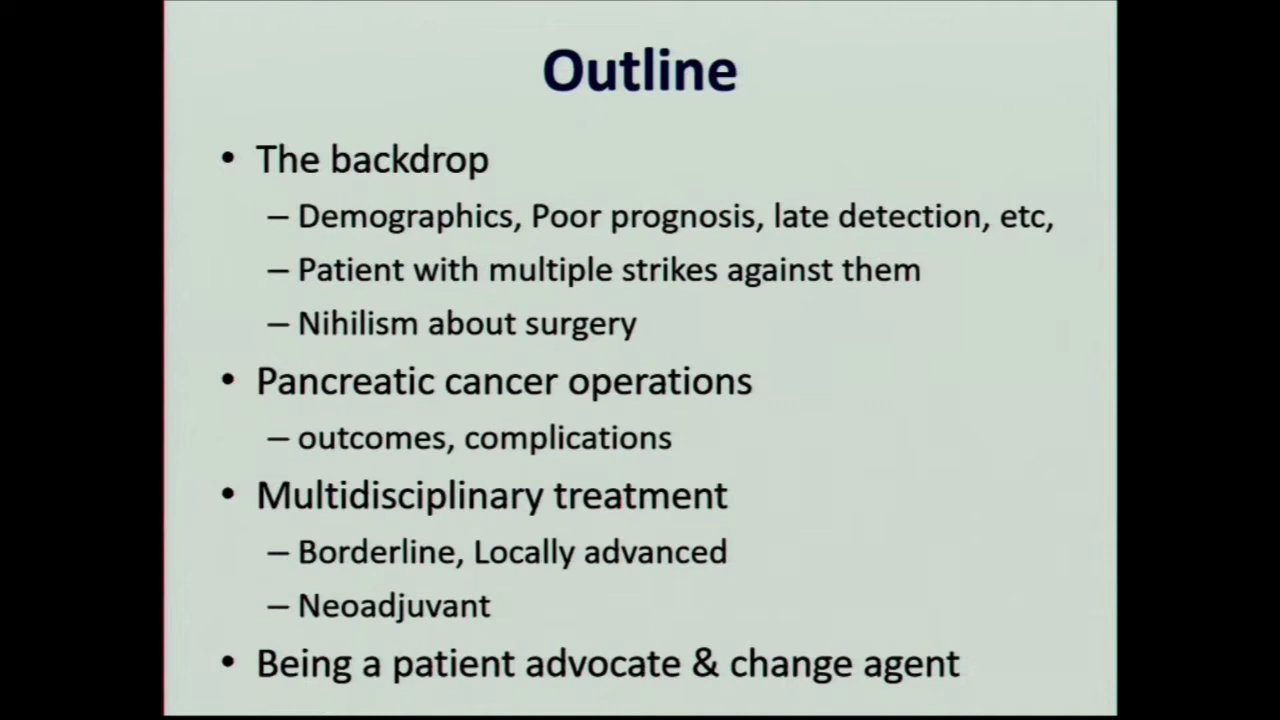 Outline
• The backdrop
– Demographics, Poor prognosis, late detection, etc,
– Patient with multiple strikes against them
– Nihilism about surgery
• Pancreatic cancer operations
– outcomes, complications
• Multidisciplinary treatment
– Borderline, Locally advanced
– Neoadjuvant
• Being a patient advocate & change agent